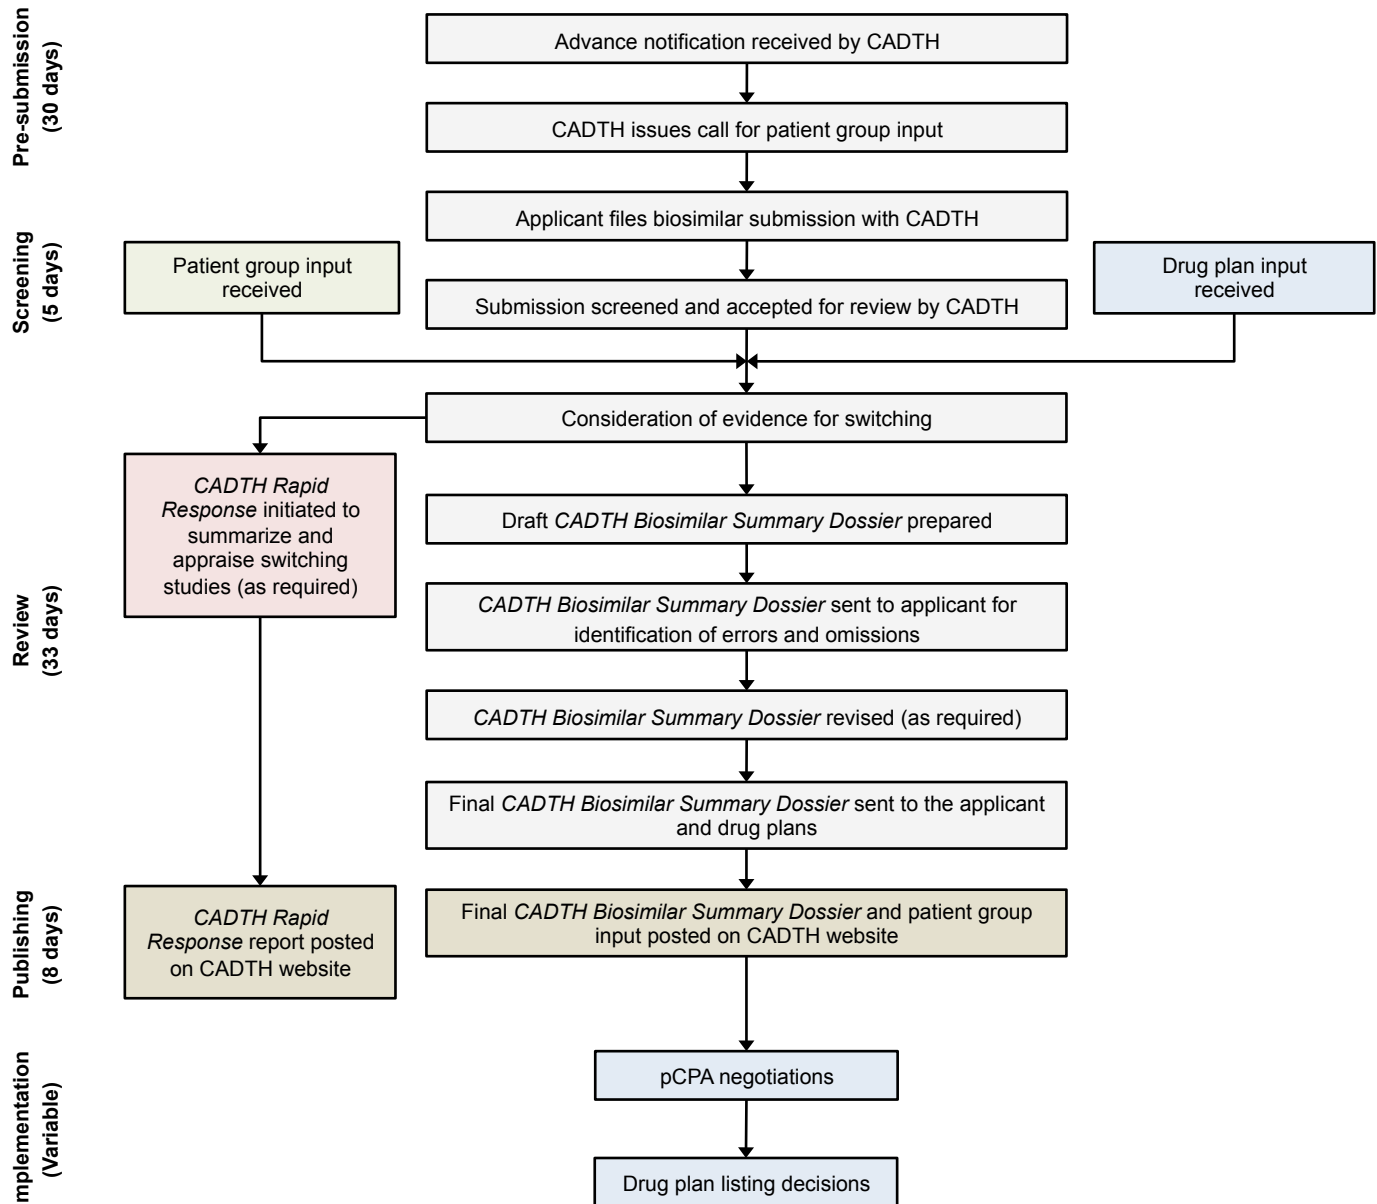 Pre-submission
(30 days)
Advance notification received by CADTH
CADTH issues call for patient group input
Applicant files biosimilar submission with CADTH
Screening
(5 days)
Patient group input
received
Submission screened and accepted for review by CADTH
Drug plan input
received
Consideration of evidence for switching
Review
(33 days)
CADTH Rapid
Response initiated to
summarize and
appraise switching
studies (as required)
Draft CADTH Biosimilar Summary Dossier prepared
CADTH Biosimilar Summary Dossier sent to applicant for
identification of errors and omissions
CADTH Biosimilar Summary Dossier revised (as required)
Final CADTH Biosimilar Summary Dossier sent to the applicant
and drug plans
Publishing
(8 days)
CADTH Rapid
Response report posted
on CADTH website
Final CADTH Biosimilar Summary Dossier and patient group
input posted on CADTH website
mplementation
(Variable)
pCPA negotiations
Drug plan listing decisions